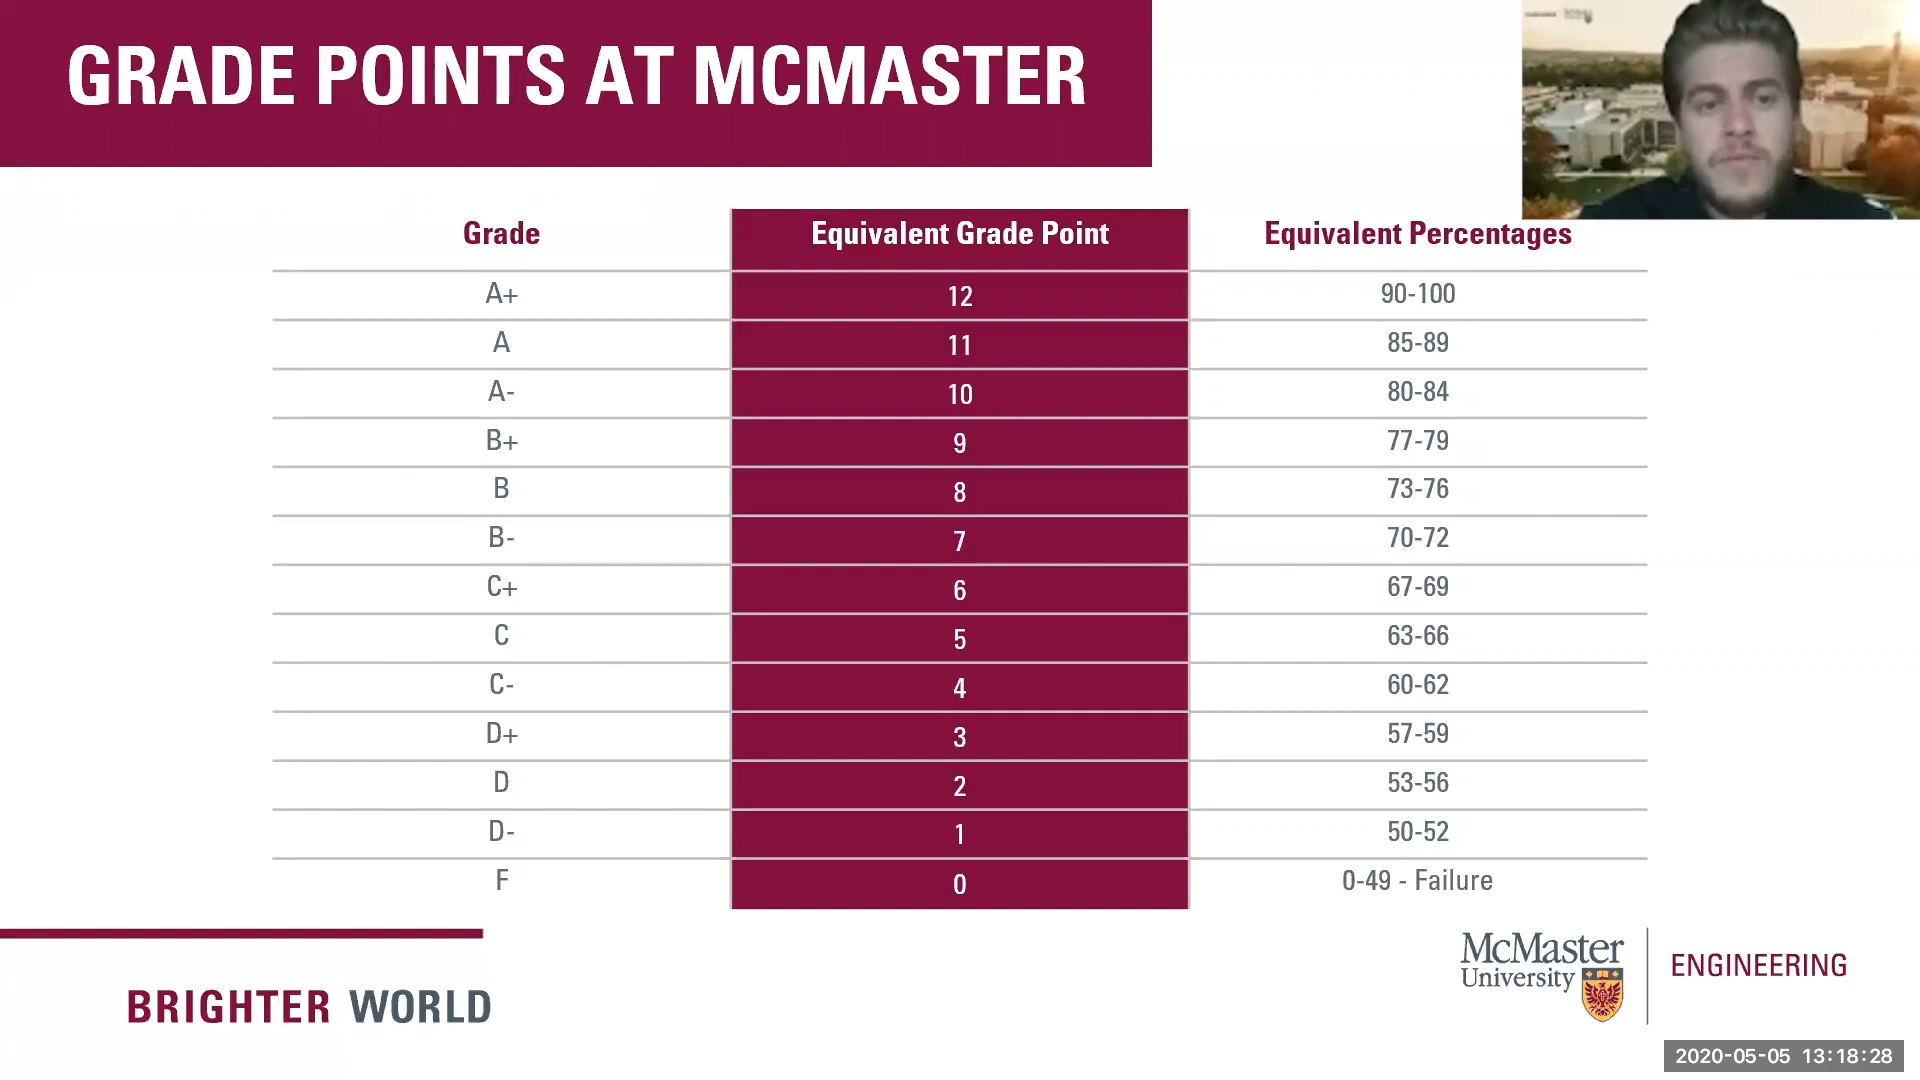 GRADE POINTS AT MCMASTER
Grade Equivalent Grade Point Equivalent Percentages
A+ 12 90-100
A 11 85-89
A- 10 80-84
B+ 9 77-79
B 8 73-76
B- 7 70-72
C+ 6 67-69
C 5 63-66
C- 4 60-62
D+ 3 57-59
D 2 53-56
D- 1 50-52
F 0 0-49 - Failure
BRIGHTER WORLD
McMaster
University
ENGINEERING
2020-05-05 13:18:28